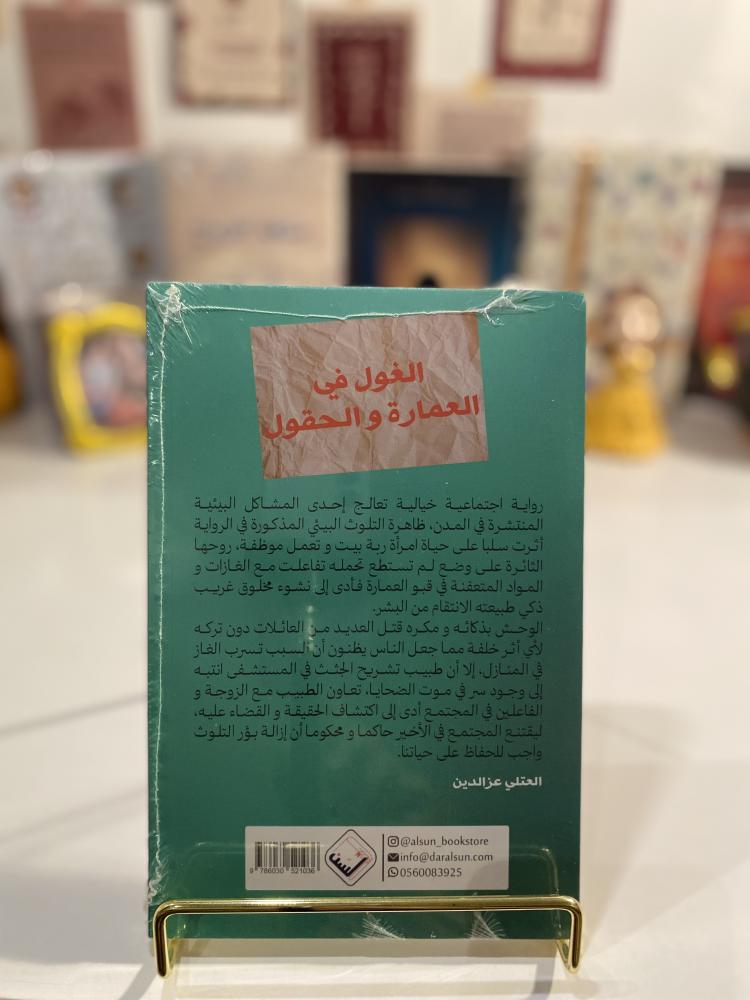 الغول في
العمارة و الحقول
رواية اجتماعية خيالية تعالج إحدى المشاكل البيئية
المنتشرة في المدن، ظاهرة التلوث البيئي المذكورة في الرواية
أثرت سلبا على حياة امرأة ربة بيت و تعمل موظفة، روحها
الثائرة على وضع لم تستطع تحمله تفاعلت مع الغازات و
المواد المتعفنة في قبو العمارة فأدى إلى نشوء مخلوق غريب
ذكي طبيعته الانتقام من البشر.
الوحش بذكائه و مكره قتل العديد من العائلات دون تركه
لأي أثر خلفة مما جعل الناس يظنون أن السبب تسرب الغاز
في المنازل، إلا أن طبيب تشريح الجثث في المستشفى انتبه
إلى وجود سر في موت الضحايا، تعاون الطبيب مع الزوجة و
الفاعلين في المجتمع أدى إلى اكتشاف الحقيقة و القضاء عليه،
ليقتنع المجتمع في الأخير حاكما و محكوما أن إزالة بؤر التلوث
واجب للحفاظ على حياتنا.
العتلي عزالدين
@alsun_bookstore
info@daralsun.com
0560083925
لسن
9 786030 521036